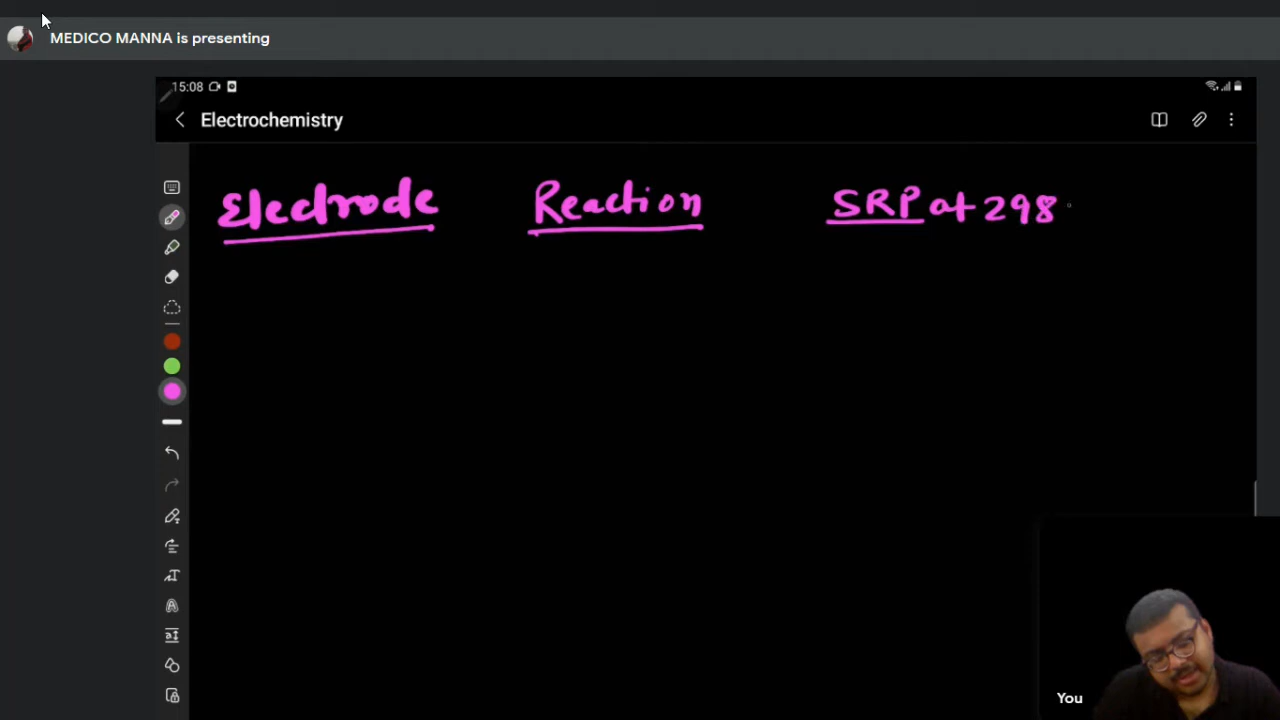 MEDICO MANNA is presenting
15:08
Electrochemistry
Electrode Reaction SRP at 298
You